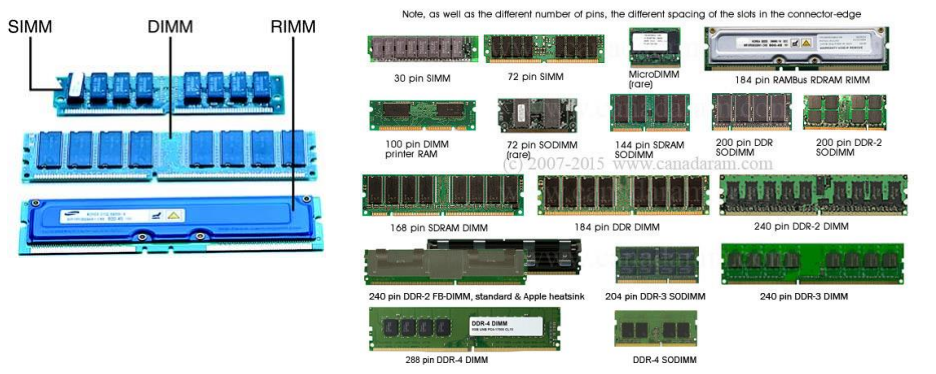 SIMM
DIMM
RIMM
Note, as well as the different number of pins, the different spacing of the slots in the connector-edge
30 pin SIMM
72 pin SIMM
MicroDIMM
(rare)
184 pin RAMBus RDRAM RIMM
100 pin DIMM
printer RAM
72 pin SODIMM
(rare)
144 pin SDRAM
SODIMM
200 pin DDR
SODIMM
200 pin DDR-2
SODIMM
(c) 2007-2015 www.canadaram.com
168 pin SDRAM DIMM
184 pin DDR DIMM
240 pin DDR-2 DIMM
240 pin DDR-2 FB-DIMM, standard & Apple heatsink
204 pin DDR-3 SODIMM
240 pin DDR-3 DIMM
DDR-4 DIMM
288 pin DDR-4 DIMM
DDR-4 SODIMM